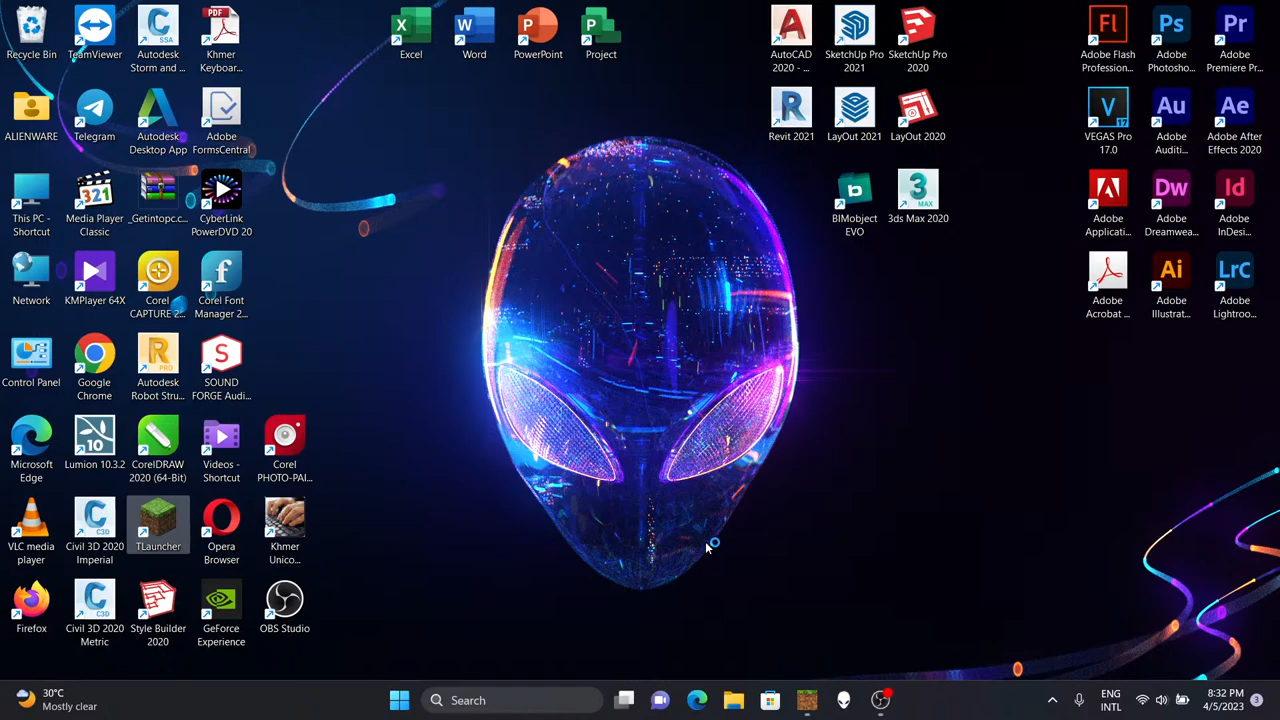 Recycle Bin
TeamViewer
Autodesk
Storm and ...
PDF
Khmer
Keyboar...
Excel
Word
PowerPoint
Project
AutoCAD
2020 - ...
SketchUp Pro
2021
SketchUp Pro
2020
Adobe Flash
Profession...
Adobe
Photosho...
Adobe
Premiere Pr...
ALIENWARE
Telegram
Autodesk
Desktop App
Adobe
FormsCentral
Revit 2021
LayOut 2021
LayOut 2020
VEGAS Pro
17.0
Adobe
Auditi...
Adobe After
Effects 2020
This PC -
Shortcut
Media Player
Classic
_Getintopc.c...
CyberLink
PowerDVD 20
BIMobject
EVO
3ds Max 2020
Adobe
Applicati...
Adobe
Dreamwea...
Adobe
InDesi...
Network
KMPlayer 64X
Corel
CAPTURE 2...
Corel Font
Manager 2...
Adobe
Acrobat ...
Adobe
Illustrat...
Adobe
Lightroo...
Control Panel
Google
Chrome
Autodesk
Robot Stru...
SOUND
FORGE Audi...
Microsoft
Edge
Lumion 10.3.2
CorelDRAW
2020 (64-Bit)
Videos -
Shortcut
Corel
PHOTO-PAI...
VLC media
player
Civil 3D 2020
Imperial
TLauncher
Opera
Browser
Khmer
Unico...
Firefox
Civil 3D 2020
Metric
Style Builder
2020
GeForce
Experience
OBS Studio
30°C
Mostly clear
Search
ENG
INTL
8:32 PM
4/5/2023
3